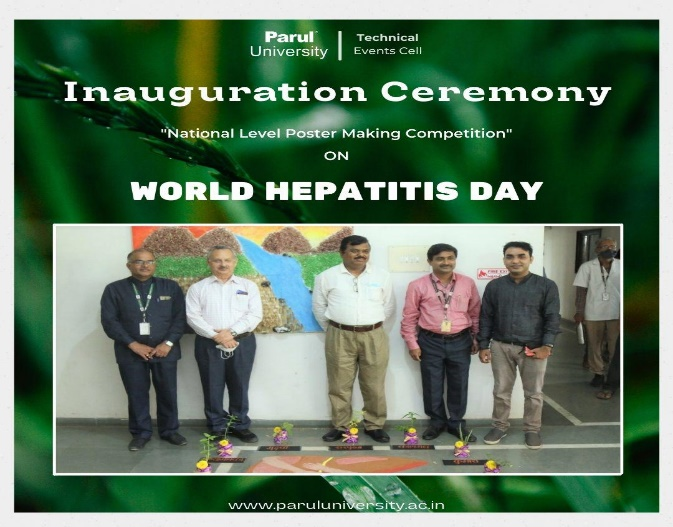 Parul
University
Technical
Events Cell
Inauguration Ceremony
"National Level Poster Making Competition"
ON
WORLD HEPATITIS DAY
www.paruluniversity.ac.in